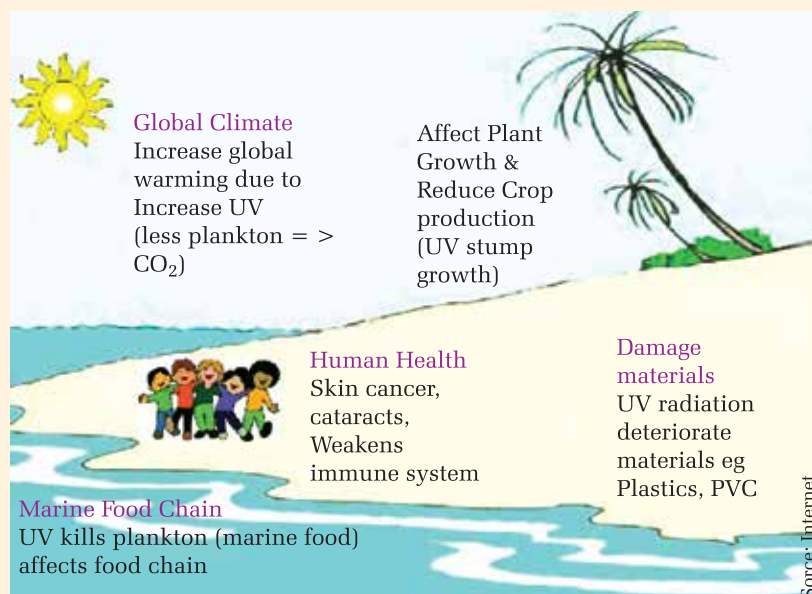 Global Climate
Increase global
warming due to
Increase UV
(less plankton = >
CO₂)
Affect Plant
Growth &
Reduce Crop
production
(UV stump
growth)
Human Health
Skin cancer,
cataracts,
Weakens
immune system
Damage
materials
UV radiation
deteriorate
materials eg
Plastics, PVC
Marine Food Chain
UV kills plankton (marine food)
affects food chain
Sorce: Internet